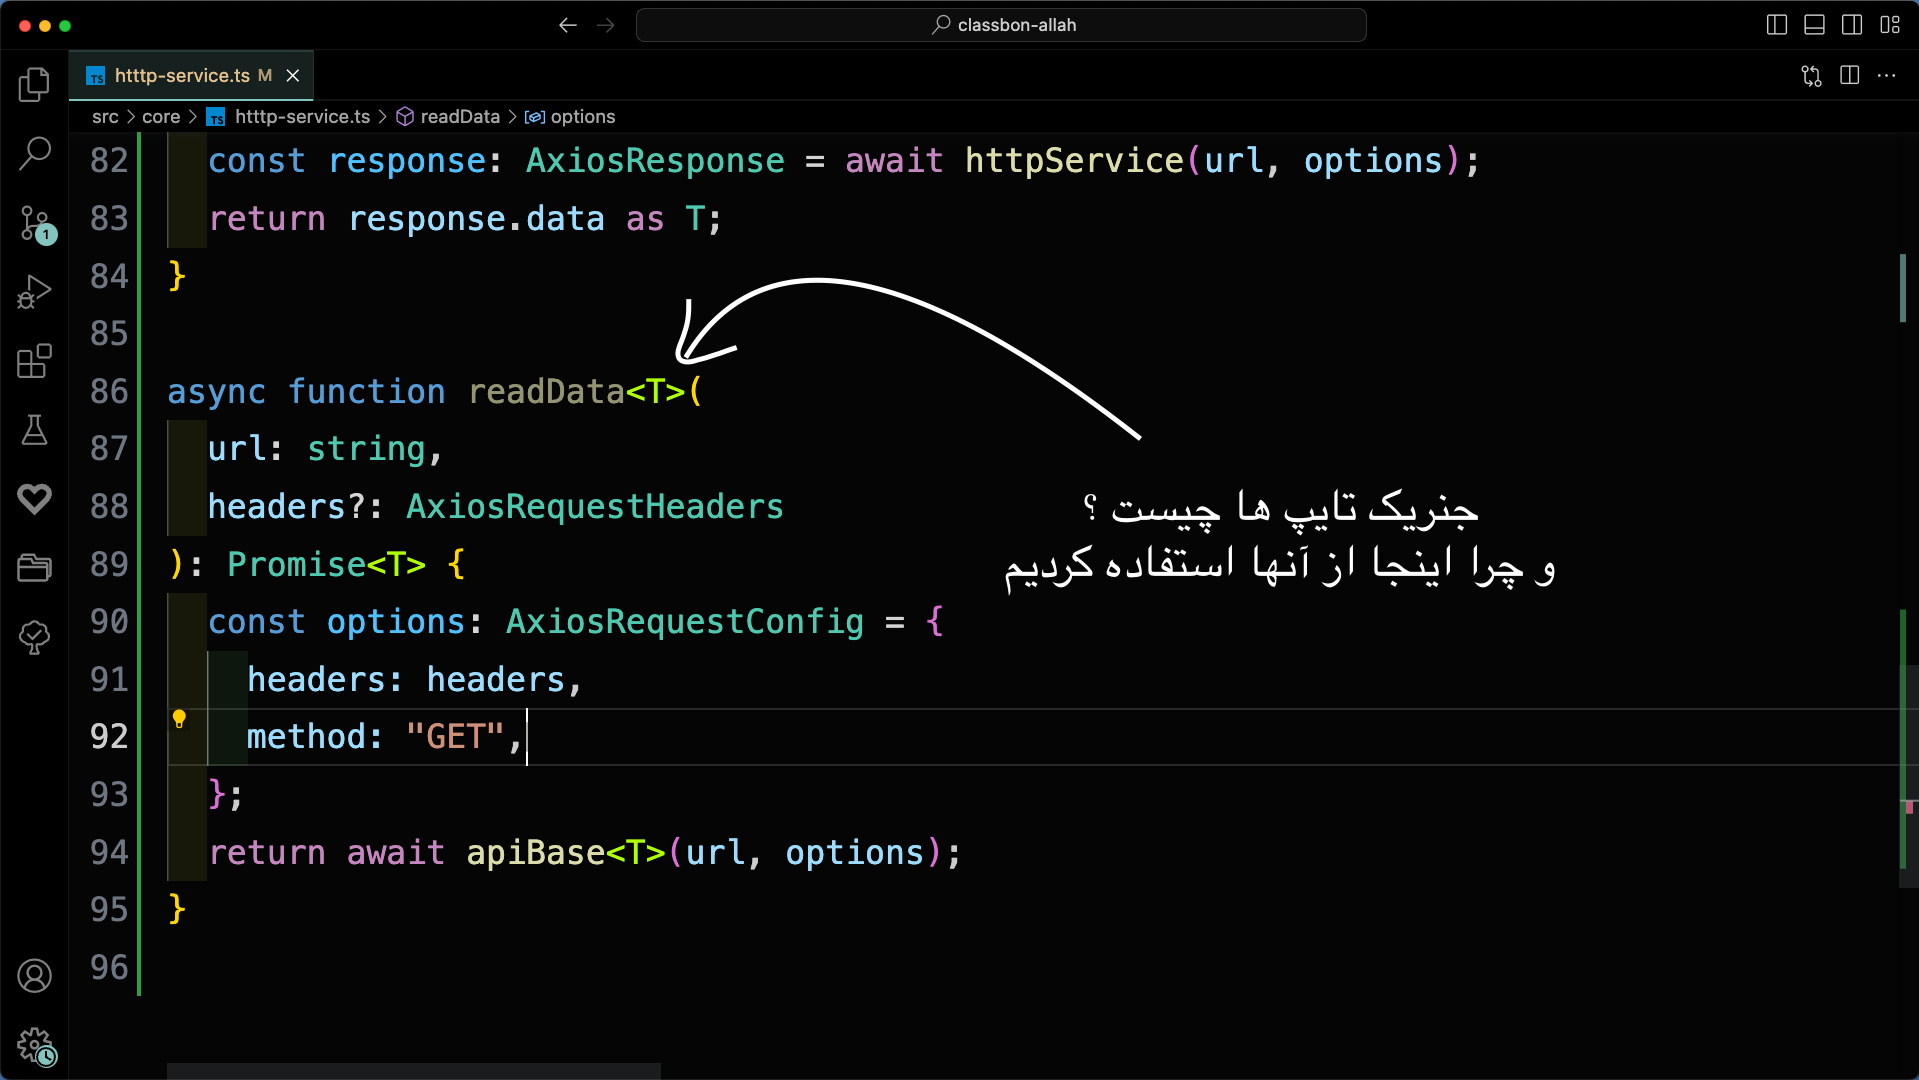 classbon-allah
htttp-service.ts M
src > core > htttp-service.ts > readData > options
82 const response: AxiosResponse = await httpService(url, options);
83 return response.data as T;
84 }
85
86 async function readData<T>(
87 url: string,
88 headers?: AxiosRequestHeaders
89 ): Promise<T> {
90 const options: AxiosRequestConfig = {
91 headers: headers,
92 method: "GET",
93 };
94 return await apiBase<T>(url, options);
95 }
96
جنریک تایپ ها چیست ؟
و چرا اینجا از آنها استفاده کردیم
1